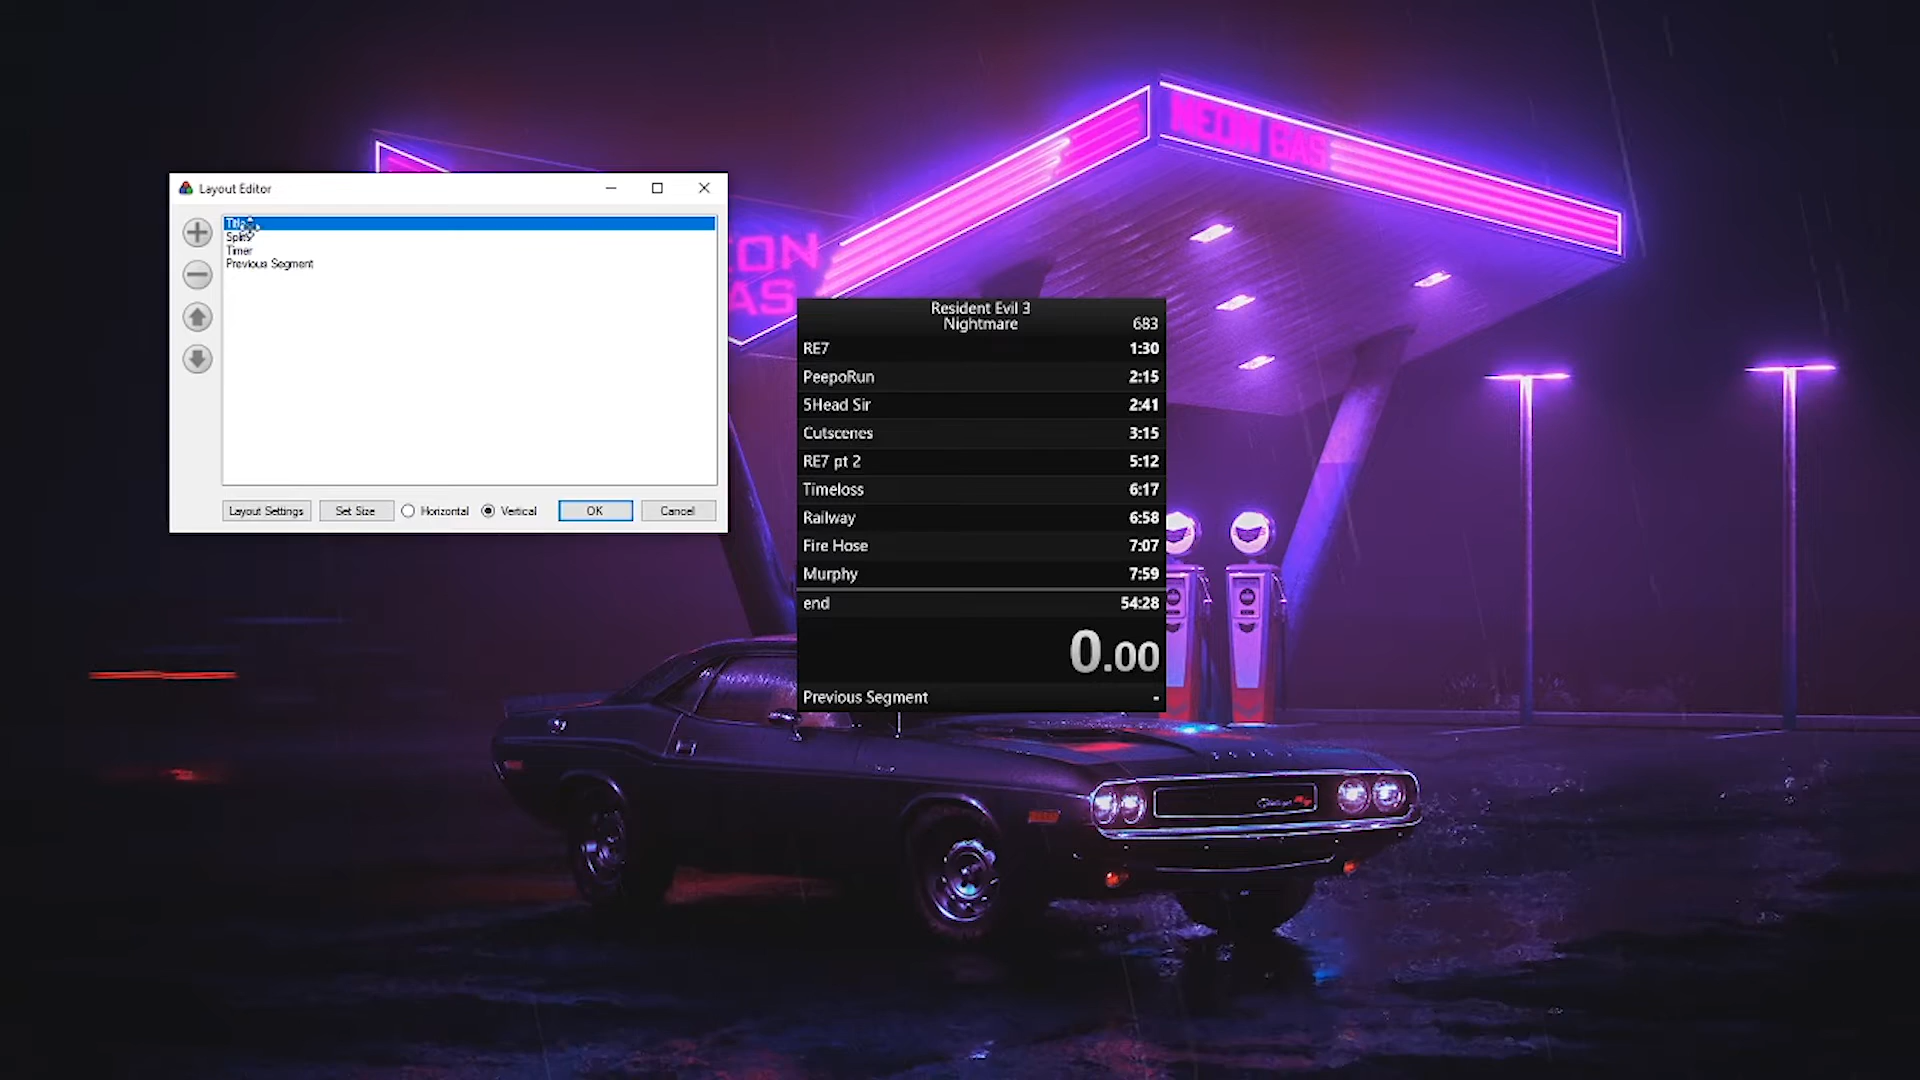 NEON BAS
Layout Editor
Title
Splits
Timer
Previous Segment
Layout Settings
Set Size
Horizontal
Vertical
OK
Cancel
Resident Evil 3
Nightmare 683
RE7 1:30
PeepoRun 2:15
5Head Sir 2:41
Cutscenes 3:15
RE7 pt 2 5:12
Timeloss 6:17
Railway 6:58
Fire Hose 7:07
Murphy 7:59
end 54:28
0.00
Previous Segment -